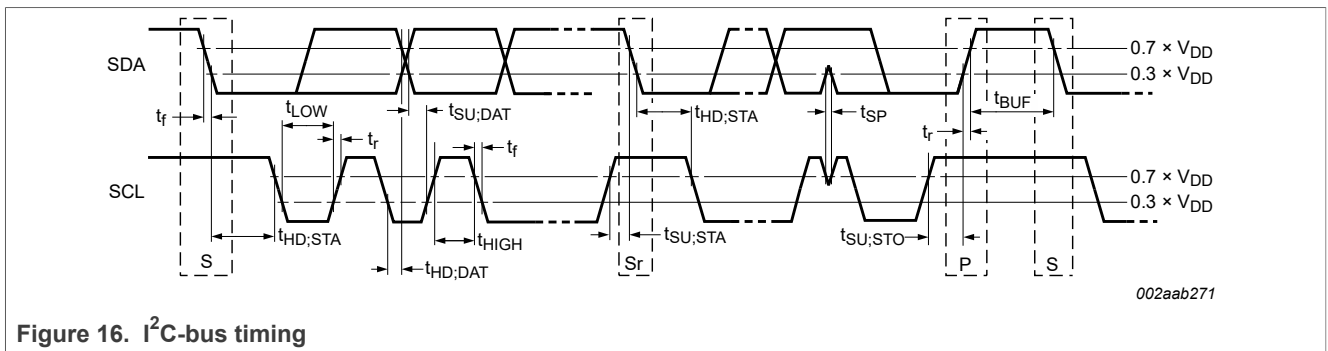 SDA
0.7 × VDD
0.3 × VDD
tf
tLOW
tSU;DAT
tHD;STA
tSP
tr
tBUF
tr
tf
SCL
0.7 × VDD
0.3 × VDD
tHD;STA
tHIGH
tSU;STA
tSU;STO
S
tHD;DAT
Sr
P
S
002aab271
Figure 16. I²C-bus timing